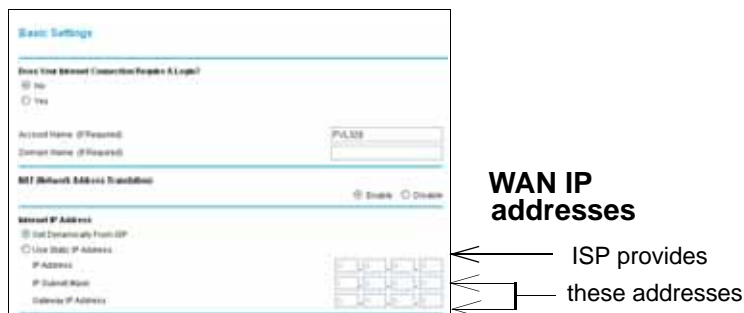 Basic Settings
Does Your Internet Connection Require A Login?
No
Yes
Account Name (If Required)
Domain Name (If Required)
NAT (Network Address Translation)
Enable Disable
Internet IP Address
Get Dynamically From ISP
Use Static IP Address
IP Address
IP Subnet Mask
Gateway IP Address
WAN IP
addresses
ISP provides
these addresses